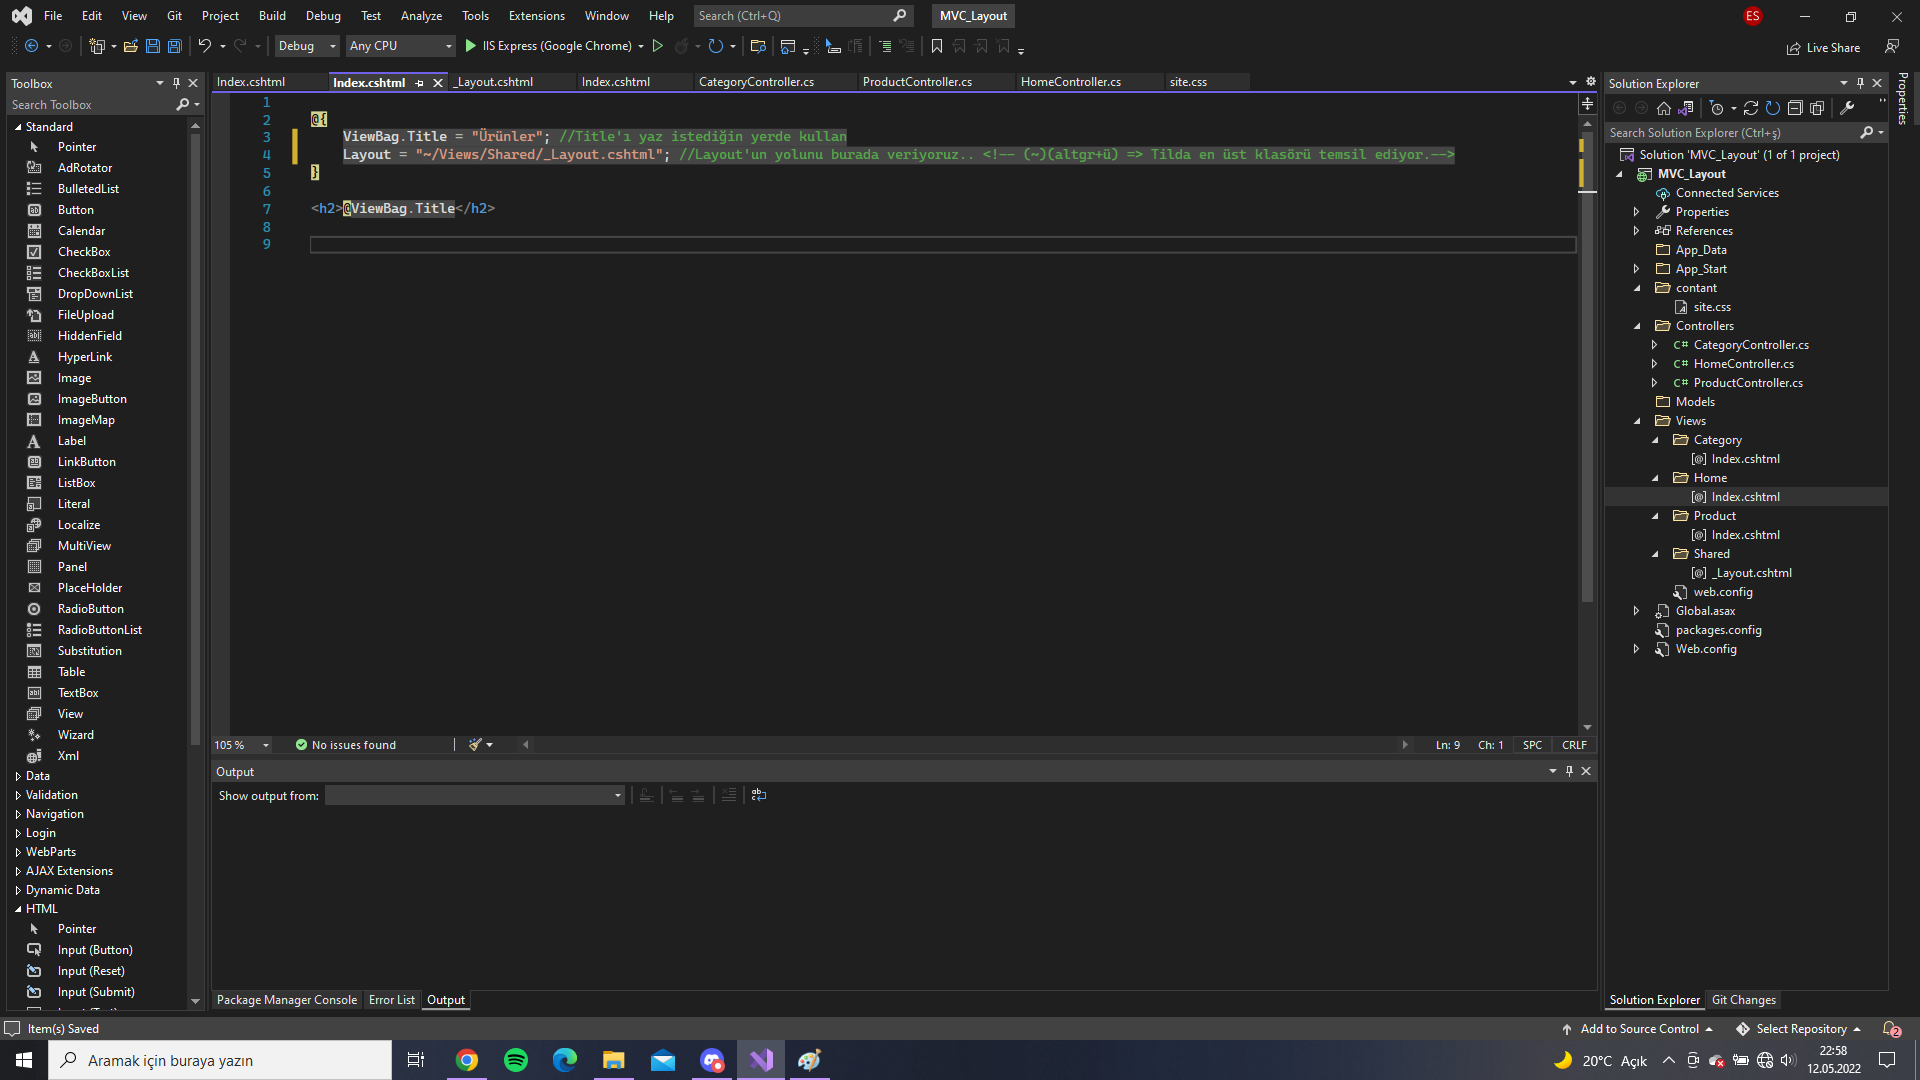 File Edit View Git Project Build Debug Test Analyze Tools Extensions Window Help Search (Ctrl+Q) MVC_Layout ES
Debug Any CPU IIS Express (Google Chrome) Live Share
Toolbox
Search Toolbox
Standard
Pointer
AdRotator
BulletedList
Button
Calendar
CheckBox
CheckBoxList
DropDownList
FileUpload
HiddenField
HyperLink
Image
ImageButton
ImageMap
Label
LinkButton
ListBox
Literal
Localize
MultiView
Panel
PlaceHolder
RadioButton
RadioButtonList
Substitution
Table
TextBox
View
Wizard
Xml
Data
Validation
Navigation
Login
WebParts
AJAX Extensions
Dynamic Data
HTML
Pointer
Input (Button)
Input (Reset)
Input (Submit)
Index.cshtml Index.cshtml _Layout.cshtml Index.cshtml CategoryController.cs ProductController.cs HomeController.cs site.css
1
2 @{
3 ViewBag.Title = "Ürünler"; //Title'ı yaz istediğin yerde kullan
4 Layout = "~/Views/Shared/_Layout.cshtml"; //Layout'un yolunu burada veriyoruz.. <!-- (~)(altgr+ü) => Tilda en üst klasörü temsil ediyor.-->
5 }
6
7 <h2>@ViewBag.Title</h2>
8
9
105 % No issues found Ln: 9 Ch: 1 SPC CRLF
Output
Show output from:
Package Manager Console Error List Output
Solution Explorer
Search Solution Explorer (Ctrl+ş)
Solution 'MVC_Layout' (1 of 1 project)
MVC_Layout
Connected Services
Properties
References
App_Data
App_Start
contant
site.css
Controllers
C# CategoryController.cs
C# HomeController.cs
C# ProductController.cs
Models
Views
Category
Index.cshtml
Home
Index.cshtml
Product
Index.cshtml
Shared
_Layout.cshtml
web.config
Global.asax
packages.config
Web.config
Solution Explorer Git Changes
Properties
Item(s) Saved Add to Source Control Select Repository 2
Aramak için buraya yazın 20°C Açık 22:58
12.05.2022